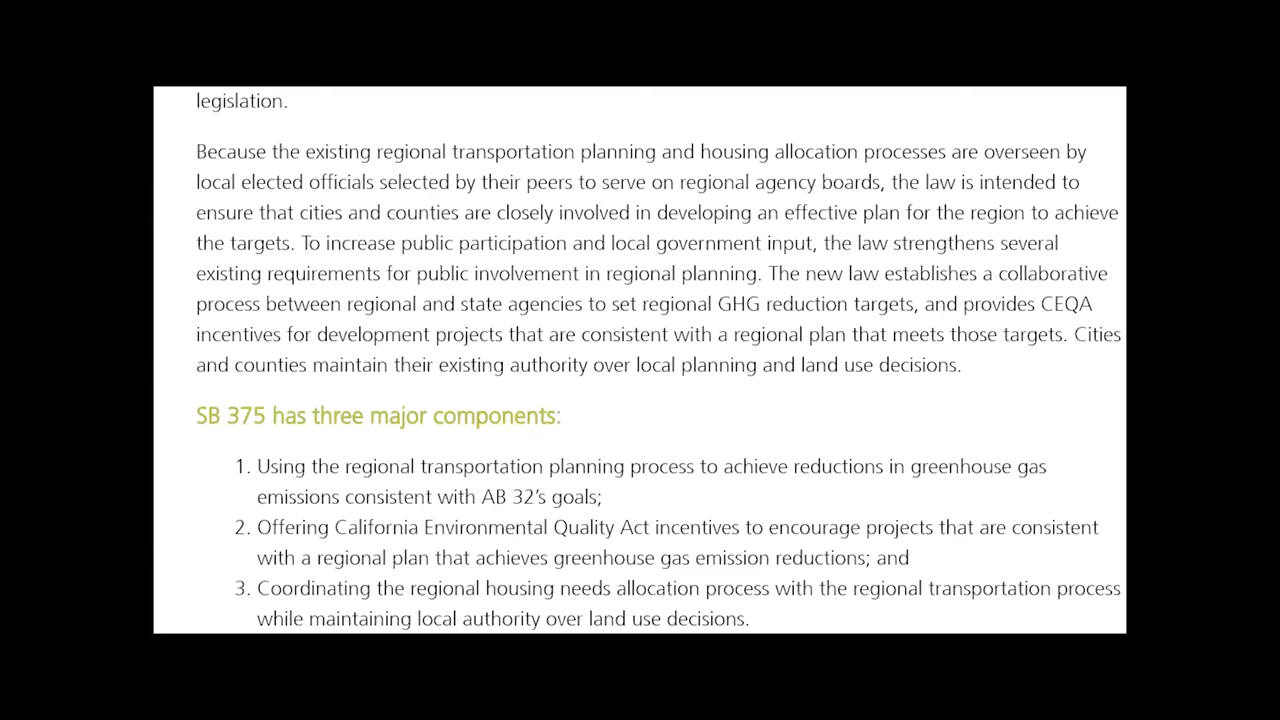 legislation.
Because the existing regional transportation planning and housing allocation processes are overseen by
local elected officials selected by their peers to serve on regional agency boards, the law is intended to
ensure that cities and counties are closely involved in developing an effective plan for the region to achieve
the targets. To increase public participation and local government input, the law strengthens several
existing requirements for public involvement in regional planning. The new law establishes a collaborative
process between regional and state agencies to set regional GHG reduction targets, and provides CEQA
incentives for development projects that are consistent with a regional plan that meets those targets. Cities
and counties maintain their existing authority over local planning and land use decisions.
SB 375 has three major components:
1. Using the regional transportation planning process to achieve reductions in greenhouse gas
emissions consistent with AB 32’s goals;
2. Offering California Environmental Quality Act incentives to encourage projects that are consistent
with a regional plan that achieves greenhouse gas emission reductions; and
3. Coordinating the regional housing needs allocation process with the regional transportation process
while maintaining local authority over land use decisions.